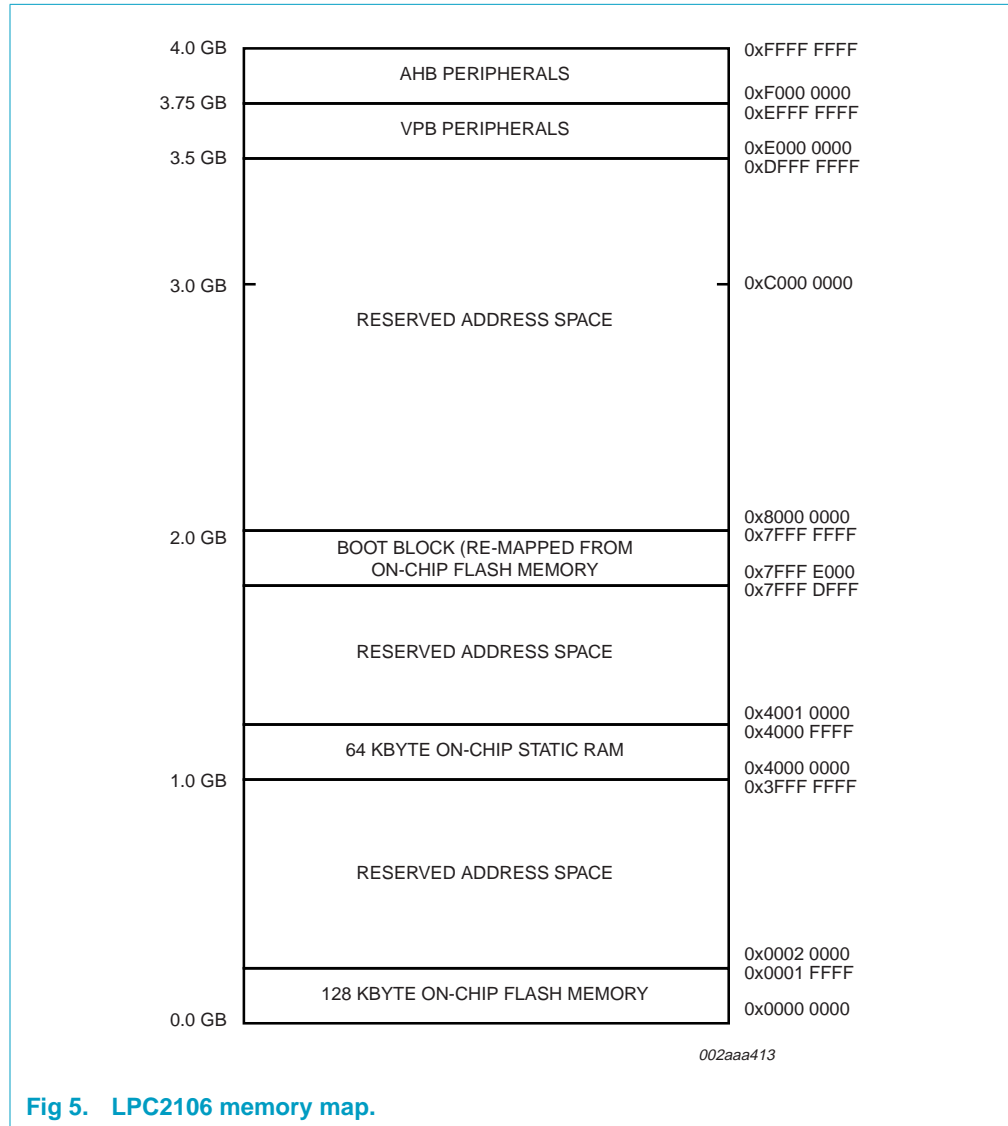 4.0 GB
0xFFFF FFFF
AHB PERIPHERALS
0xF000 0000
3.75 GB
0xEFFF FFFF
VPB PERIPHERALS
0xE000 0000
3.5 GB
0xDFFF FFFF
3.0 GB
0xC000 0000
RESERVED ADDRESS SPACE
0x8000 0000
2.0 GB
0x7FFF FFFF
BOOT BLOCK (RE-MAPPED FROM
ON-CHIP FLASH MEMORY
0x7FFF E000
0x7FFF DFFF
RESERVED ADDRESS SPACE
0x4001 0000
0x4000 FFFF
64 KBYTE ON-CHIP STATIC RAM
0x4000 0000
1.0 GB
0x3FFF FFFF
RESERVED ADDRESS SPACE
0x0002 0000
0x0001 FFFF
128 KBYTE ON-CHIP FLASH MEMORY
0x0000 0000
0.0 GB
002aaa413
Fig 5. LPC2106 memory map.